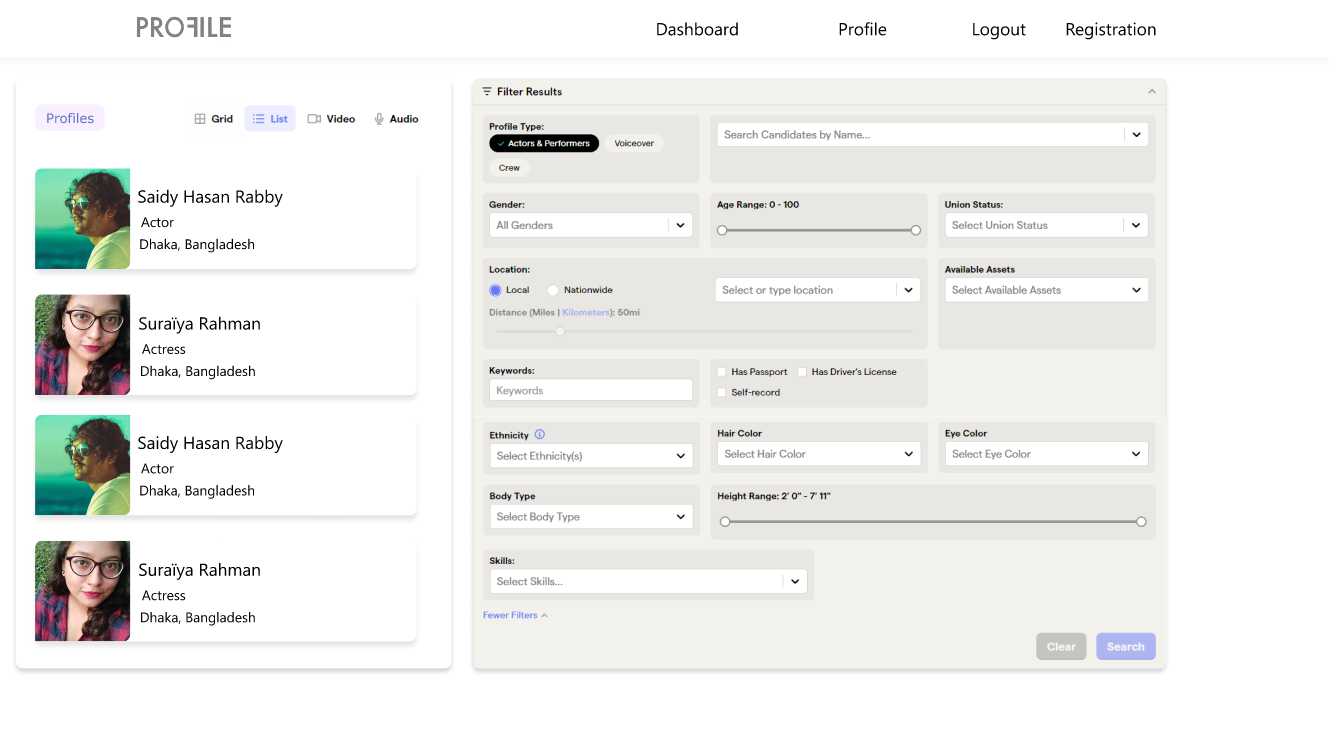 PROFILE
Dashboard Profile Logout Registration
Profiles Grid List Video Audio
Saidy Hasan Rabby
Actor
Dhaka, Bangladesh
Suraïya Rahman
Actress
Dhaka, Bangladesh
Saidy Hasan Rabby
Actor
Dhaka, Bangladesh
Suraïya Rahman
Actress
Dhaka, Bangladesh
Filter Results
Profile Type:
Actors & Performers Voiceover
Crew
Search Candidates by Name...
Gender:
All Genders
Age Range: 0 - 100
Union Status:
Select Union Status
Location:
Local Nationwide
Select or type location
Distance (Miles | Kilometers): 50mi
Available Assets
Select Available Assets
Keywords:
Keywords
Has Passport Has Driver's License
Self-record
Ethnicity
Select Ethnicity(s)
Hair Color
Select Hair Color
Eye Color
Select Eye Color
Body Type
Select Body Type
Height Range: 2' 0" - 7' 11"
Skills:
Select Skills...
Fewer Filters
Clear Search